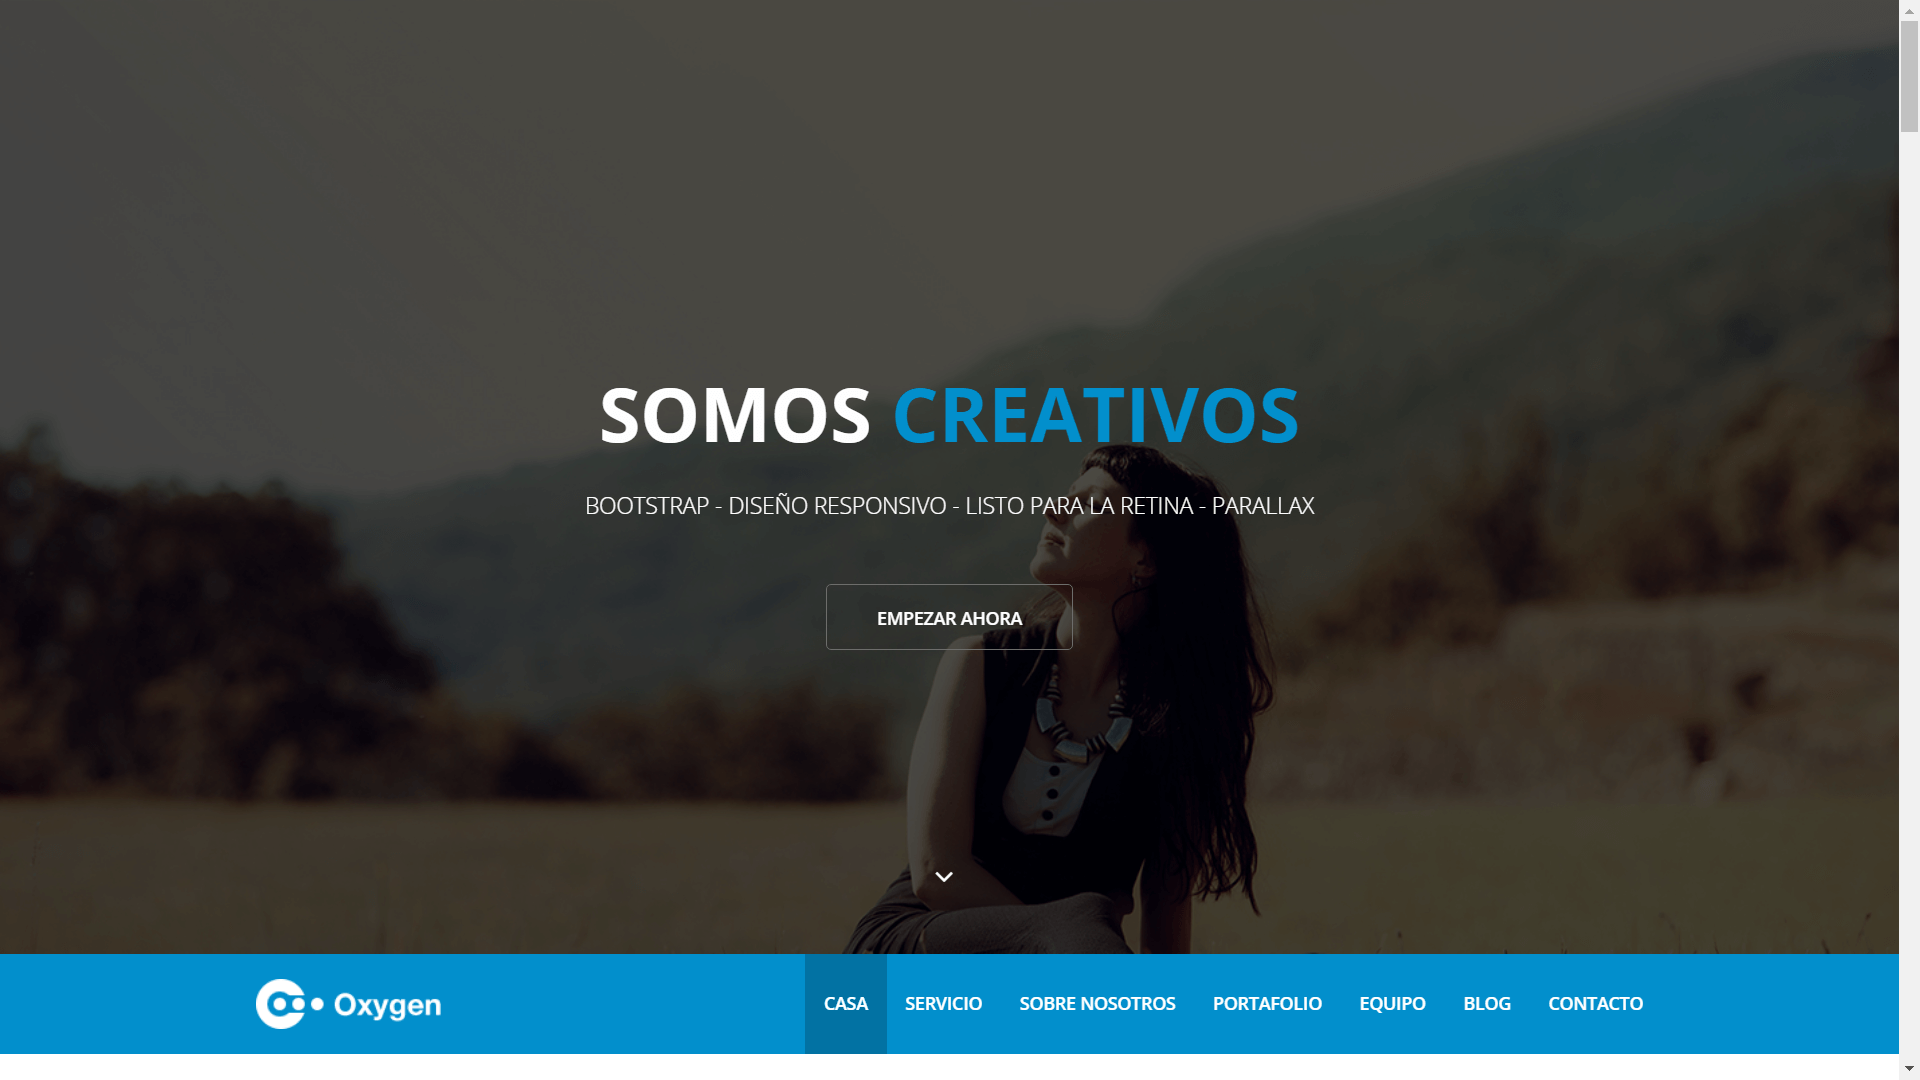 SOMOS CREATIVOS
BOOTSTRAP - DISEÑO RESPONSIVO - LISTO PARA LA RETINA - PARALLAX
EMPEZAR AHORA
Oxygen
CASA SERVICIO SOBRE NOSOTROS PORTAFOLIO EQUIPO BLOG CONTACTO